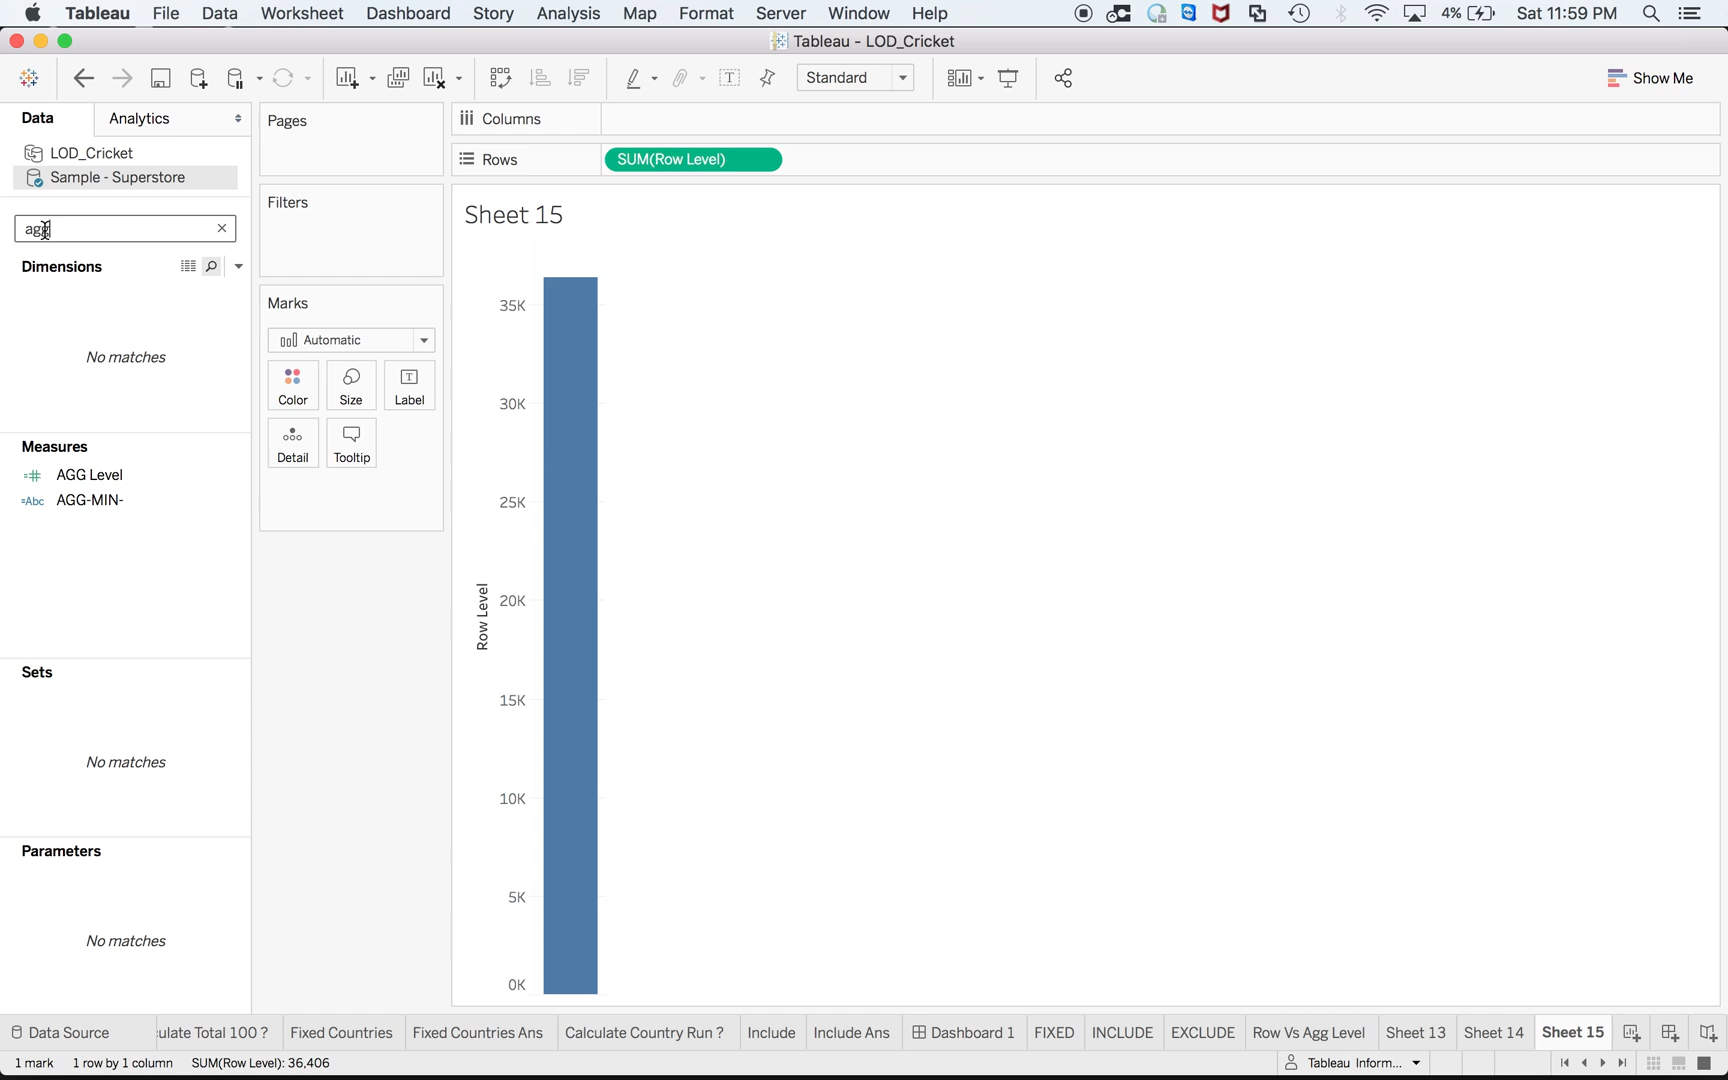 Tableau File Data Worksheet Dashboard Story Analysis Map Format Server Window Help 4% Sat 11:59 PM
Tableau - LOD_Cricket
Standard Show Me
Data Analytics
LOD_Cricket
Sample - Superstore
agg
Dimensions
No matches
Measures
AGG Level
=Abc AGG-MIN-
Sets
No matches
Parameters
No matches
Pages
Filters
Marks
Automatic
Color Size Label
Detail Tooltip
Columns
Rows SUM(Row Level)
Sheet 15
35K
30K
25K
20K
15K
10K
5K
0K
Row Level
Data Source ulate Total 100 ? Fixed Countries Fixed Countries Ans Calculate Country Run ? Include Include Ans Dashboard 1 FIXED INCLUDE EXCLUDE Row Vs Agg Level Sheet 13 Sheet 14 Sheet 15
1 mark 1 row by 1 column SUM(Row Level): 36,406 Tableau Inform...